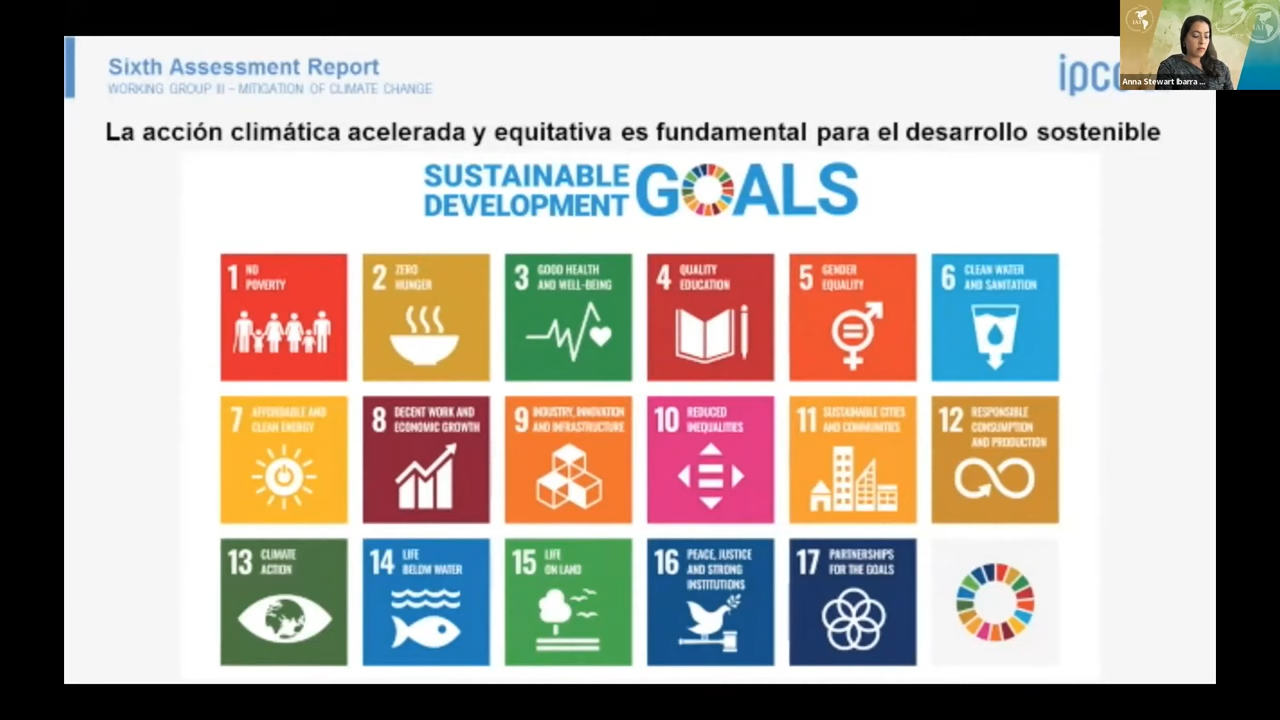 Sixth Assessment Report
WORKING GROUP III – MITIGATION OF CLIMATE CHANGE
ipcc
Anna Stewart Ibarra ...
La acción climática acelerada y equitativa es fundamental para el desarrollo sostenible
SUSTAINABLE
DEVELOPMENT
GOALS
1 NO
POVERTY
2 ZERO
HUNGER
3 GOOD HEALTH
AND WELL-BEING
4 QUALITY
EDUCATION
5 GENDER
EQUALITY
6 CLEAN WATER
AND SANITATION
7 AFFORDABLE AND
CLEAN ENERGY
8 DECENT WORK AND
ECONOMIC GROWTH
9 INDUSTRY, INNOVATION
AND INFRASTRUCTURE
10 REDUCED
INEQUALITIES
11 SUSTAINABLE CITIES
AND COMMUNITIES
12 RESPONSIBLE
CONSUMPTION
AND PRODUCTION
13 CLIMATE
ACTION
14 LIFE
BELOW WATER
15 LIFE
ON LAND
16 PEACE, JUSTICE
AND STRONG
INSTITUTIONS
17 PARTNERSHIPS
FOR THE GOALS